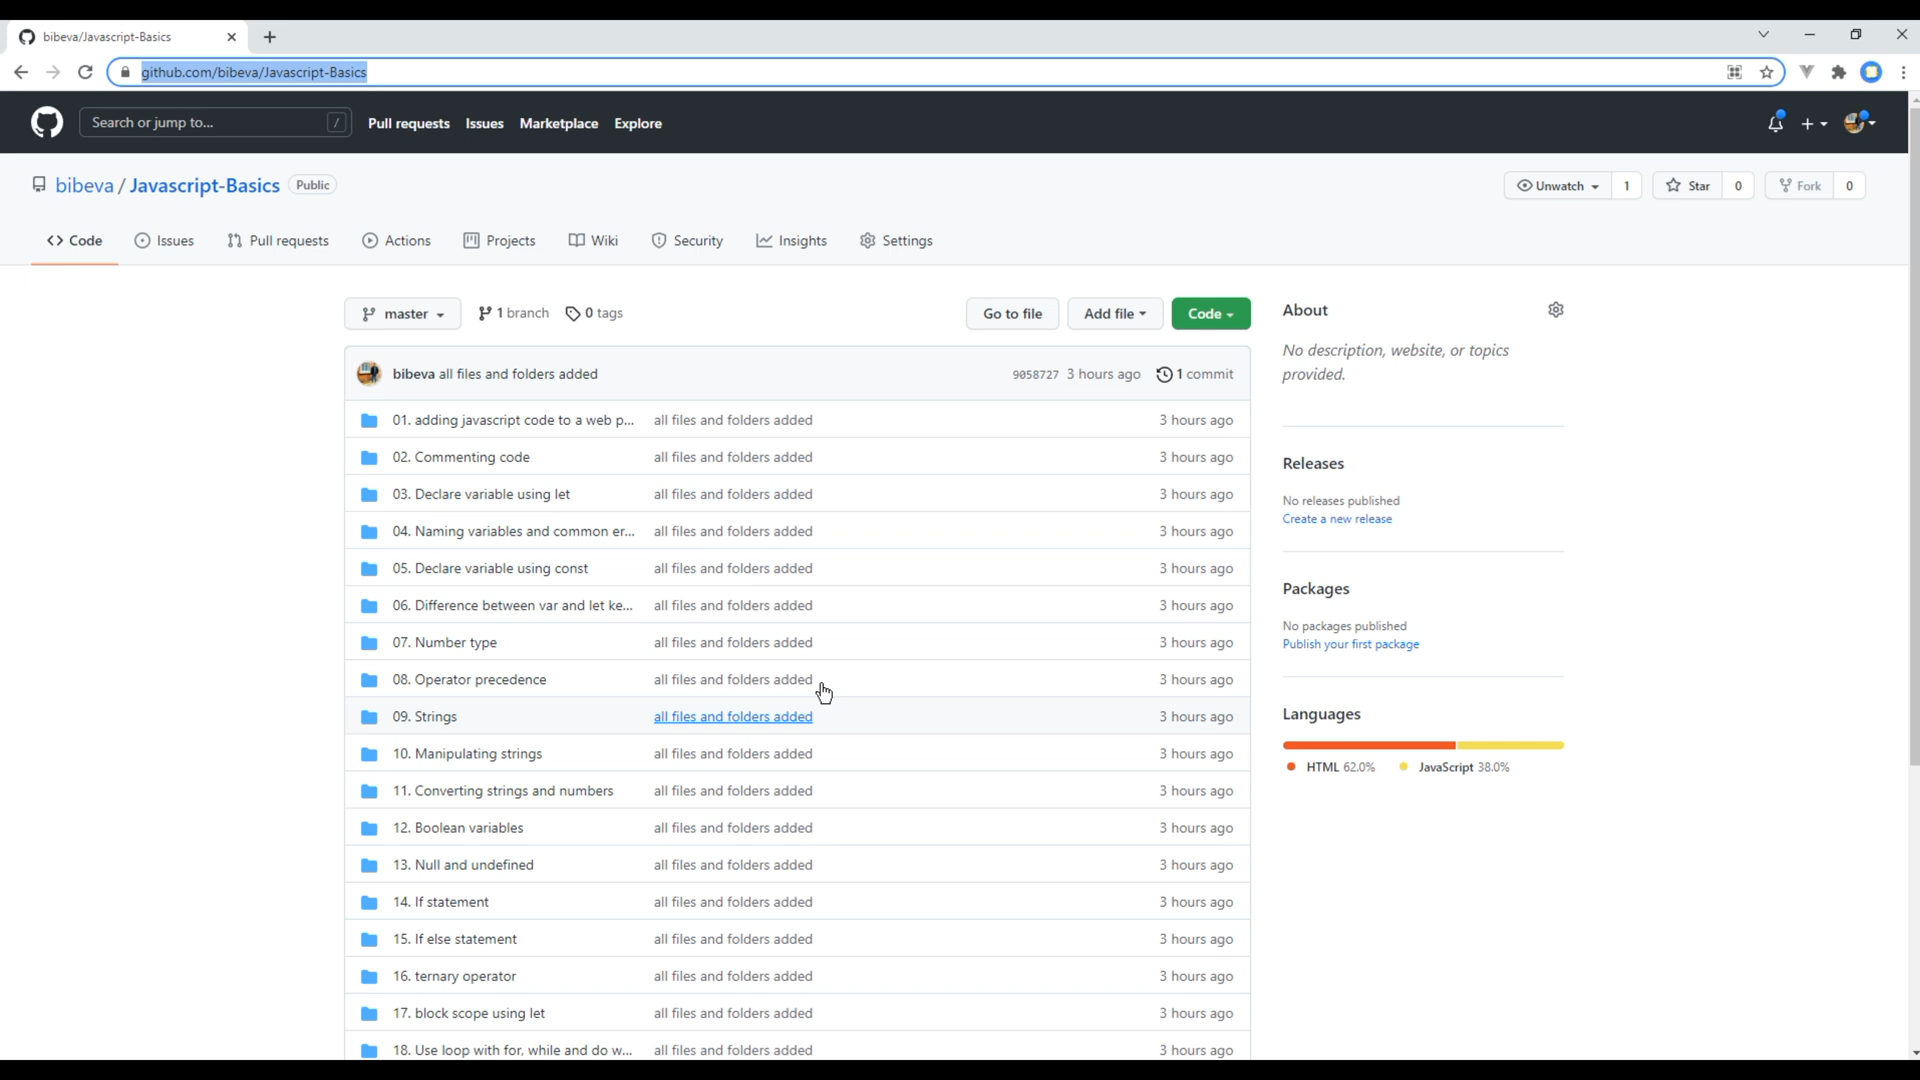 bibeva/Javascript-Basics
github.com/bibeva/Javascript-Basics
Search or jump to... /
Pull requests Issues Marketplace Explore
bibeva / Javascript-Basics Public
Unwatch 1 Star 0 Fork 0
Code Issues Pull requests Actions Projects Wiki Security Insights Settings
master 1 branch 0 tags Go to file Add file Code
bibeva all files and folders added 9058727 3 hours ago 1 commit
01. adding javascript code to a web p... all files and folders added 3 hours ago
02. Commenting code all files and folders added 3 hours ago
03. Declare variable using let all files and folders added 3 hours ago
04. Naming variables and common er... all files and folders added 3 hours ago
05. Declare variable using const all files and folders added 3 hours ago
06. Difference between var and let ke... all files and folders added 3 hours ago
07. Number type all files and folders added 3 hours ago
08. Operator precedence all files and folders added 3 hours ago
09. Strings all files and folders added 3 hours ago
10. Manipulating strings all files and folders added 3 hours ago
11. Converting strings and numbers all files and folders added 3 hours ago
12. Boolean variables all files and folders added 3 hours ago
13. Null and undefined all files and folders added 3 hours ago
14. If statement all files and folders added 3 hours ago
15. If else statement all files and folders added 3 hours ago
16. ternary operator all files and folders added 3 hours ago
17. block scope using let all files and folders added 3 hours ago
18. Use loop with for, while and do w... all files and folders added 3 hours ago
About
No description, website, or topics
provided.
Releases
No releases published
Create a new release
Packages
No packages published
Publish your first package
Languages
HTML 62.0% JavaScript 38.0%